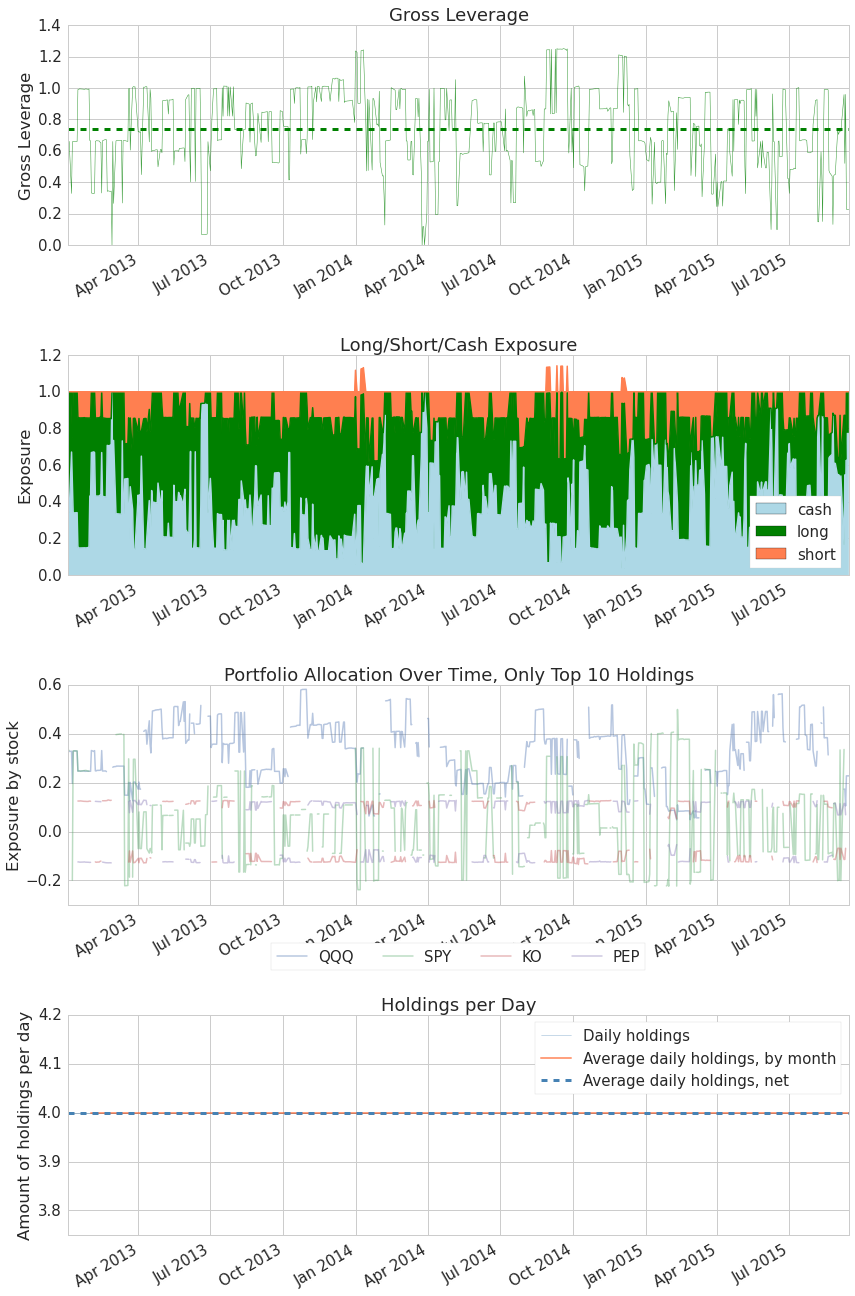 Gross Leverage
Gross Leverage
1.4
1.2
1.0
0.8
0.6
0.4
0.2
0.0
Apr 2013
Jul 2013
Oct 2013
Jan 2014
Apr 2014
Jul 2014
Oct 2014
Jan 2015
Apr 2015
Jul 2015
Long/Short/Cash Exposure
Exposure
1.2
1.0
0.8
0.6
0.4
0.2
0.0
cash
long
short
Apr 2013
Jul 2013
Oct 2013
Jan 2014
Apr 2014
Jul 2014
Oct 2014
Jan 2015
Apr 2015
Jul 2015
Portfolio Allocation Over Time, Only Top 10 Holdings
Exposure by stock
0.6
0.4
0.2
0.0
−0.2
Apr 2013
Jul 2013
Oct 2013
2014
2014
2014
2014
2015
Apr 2015
Jul 2015
QQQ SPY KO PEP
Holdings per Day
Amount of holdings per day
4.2
4.1
4.0
3.9
3.8
Daily holdings
Average daily holdings, by month
Average daily holdings, net
Apr 2013
Jul 2013
Oct 2013
Jan 2014
Apr 2014
Jul 2014
Oct 2014
Jan 2015
Apr 2015
Jul 2015